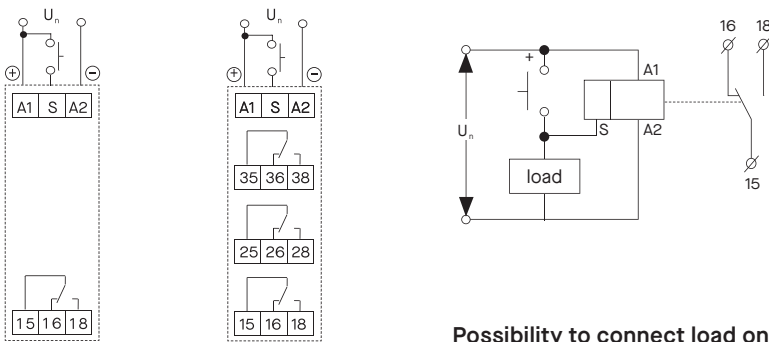 Un
+ −
A1 S A2
15 16 18
Un
+ −
A1 S A2
35 36 38
25 26 28
15 16 18
16 18
+
A1
Un
S A2
load
15
Possibility to connect load on